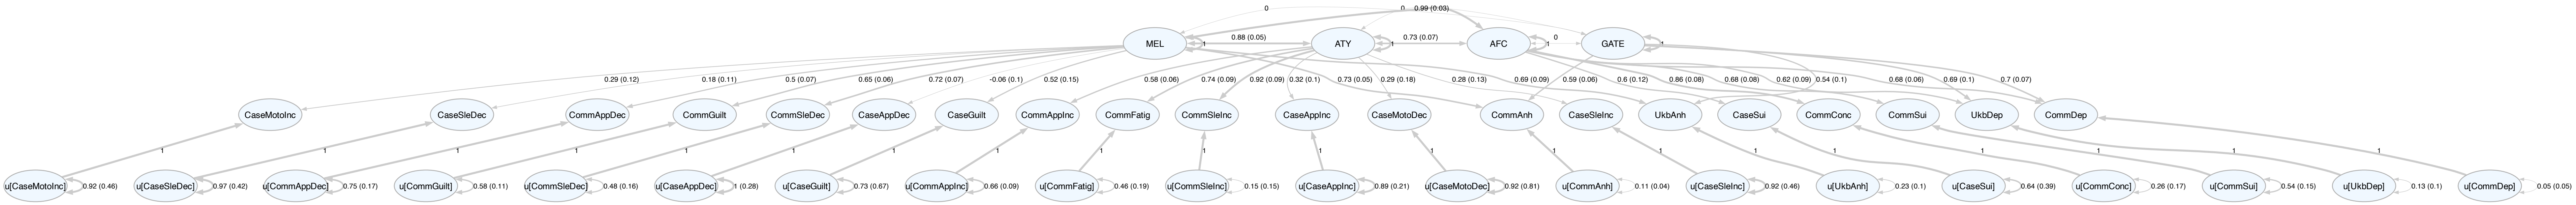 0 0 0.99 (0.03)
MEL 1 0.88 (0.05) ATY 1 0.73 (0.07) AFC 1 0 GATE 1
0.29 (0.12) 0.18 (0.11) 0.5 (0.07) 0.65 (0.06) 0.72 (0.07) -0.06 (0.1) 0.52 (0.15) 0.58 (0.06) 0.74 (0.09) 0.92 (0.09) 0.32 (0.1) 0.29 (0.18) 0.73 (0.05) 0.28 (0.13) 0.69 (0.09) 0.59 (0.06) 0.6 (0.12) 0.86 (0.08) 0.68 (0.08) 0.62 (0.09) 0.54 (0.1) 0.68 (0.06) 0.69 (0.1) 0.7 (0.07)
CaseMotoInc CaseSleDec CommAppDec CommGuilt CommSleDec CaseAppDec CaseGuilt CommAppInc CommFatig CommSleInc CaseAppInc CaseMotoDec CommAnh CaseSleInc UkbAnh CaseSui CommConc CommSui UkbDep CommDep
1 1 1 1 1 1 1 1 1 1 1 1 1 1 1 1 1 1 1 1
u[CaseMotoInc] 0.92 (0.46) u[CaseSleDec] 0.97 (0.42) u[CommAppDec] 0.75 (0.17) u[CommGuilt] 0.58 (0.11) u[CommSleDec] 0.48 (0.16) u[CaseAppDec] 1 (0.28) u[CaseGuilt] 0.73 (0.67) u[CommAppInc] 0.66 (0.09) u[CommFatig] 0.46 (0.19) u[CommSleInc] 0.15 (0.15) u[CaseAppInc] 0.89 (0.21) u[CaseMotoDec] 0.92 (0.81) u[CommAnh] 0.11 (0.04) u[CaseSleInc] 0.92 (0.46) u[UkbAnh] 0.23 (0.1) u[CaseSui] 0.64 (0.39) u[CommConc] 0.26 (0.17) u[CommSui] 0.54 (0.15) u[UkbDep] 0.13 (0.1) u[CommDep] 0.05 (0.05)